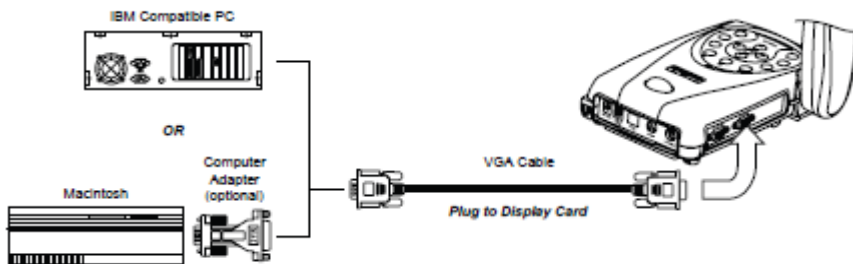 IBM Compatible PC
OR
Macintosh
Computer
Adapter
(optional)
VGA Cable
Plug to Display Card